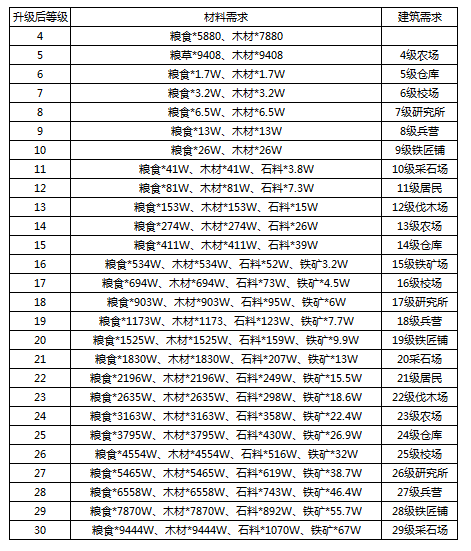 升级后等级 材料需求 建筑需求
4 粮食*5880、木材*7880
5 粮草*9408、木材*9408 4级农场
6 粮食*1.7W、木材*1.7W 5级仓库
7 粮食*3.2W、木材*3.2W 6级校场
8 粮食*6.5W、木材*6.5W 7级研究所
9 粮食*13W、木材*13W 8级兵营
10 粮食*26W、木材*26W 9级铁匠铺
11 粮食*41W、木材*41W、石料*3.8W 10级采石场
12 粮食*81W、木材*81W、石料*7.3W 11级居民
13 粮食*153W、木材*153W、石料*15W 12级伐木场
14 粮食*274W、木材*274W、石料*26W 13级农场
15 粮食*411W、木材*411W、石料*39W 14级仓库
16 粮食*534W、木材*534W、石料*52W、铁矿3.2W 15级铁矿场
17 粮食*694W、木材*694W、石料*73W、铁矿*4.5W 16级校场
18 粮食*903W、木材*903W、石料*95W、铁矿*6W 17级研究所
19 粮食*1173W、木材*1173、石料*123W、铁矿*7.7W 18级兵营
20 粮食*1525W、木材*1525W、石料*159W、铁矿*9.9W 19级铁匠铺
21 粮食*1830W、木材*1830W、石料*207W、铁矿*13W 20采石场
22 粮食*2196W、木材*2196W、石料*249W、铁矿*15.5W 21级居民
23 粮食*2635W、木材*2635W、石料*298W、铁矿*18.6W 22级伐木场
24 粮食*3163W、木材*3163W、石料*358W、铁矿*22.4W 23级农场
25 粮食*3795W、木材*3795W、石料*430W、铁矿*26.9W 24级仓库
26 粮食*4554W、木材*4554W、石料*516W、铁矿*32W 25级校场
27 粮食*5465W、木材*5465W、石料*619W、铁矿*38.7W 26级研究所
28 粮食*6558W、木材*6558W、石料*743W、铁矿*46.4W 27级兵营
29 粮食*7870W、木材*7870W、石料*892W、铁矿*55.7W 28级铁匠铺
30 粮食*9444W、木材*9444W、石料*1070W、铁矿*67W 29级采石场